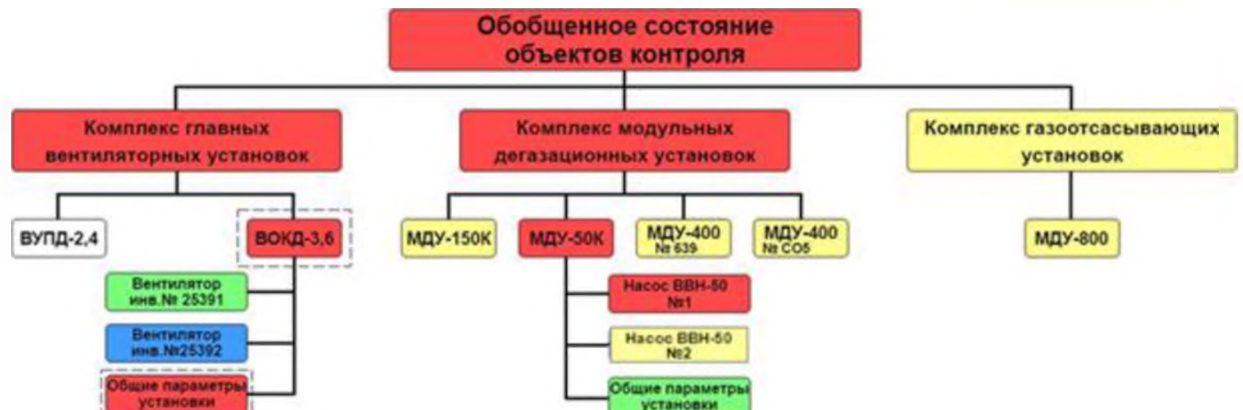 Обобщенное состояние
объектов контроля
Комплекс главных
вентиляторных установок
Комплекс модульных
дегазационных установок
Комплекс газоотсасывающих
установок
ВУПД-2,4
ВОКД-3,6
МДУ-150К
МДУ-50К
МДУ-400
№ 639
МДУ-400
№ СО5
МДУ-800
Вентилятор
инв.№ 25391
Вентилятор
инв.№25392
Общие параметры
установки
Насос ВВН-50
№1
Насос ВВН-50
№2
Общие параметры
установки